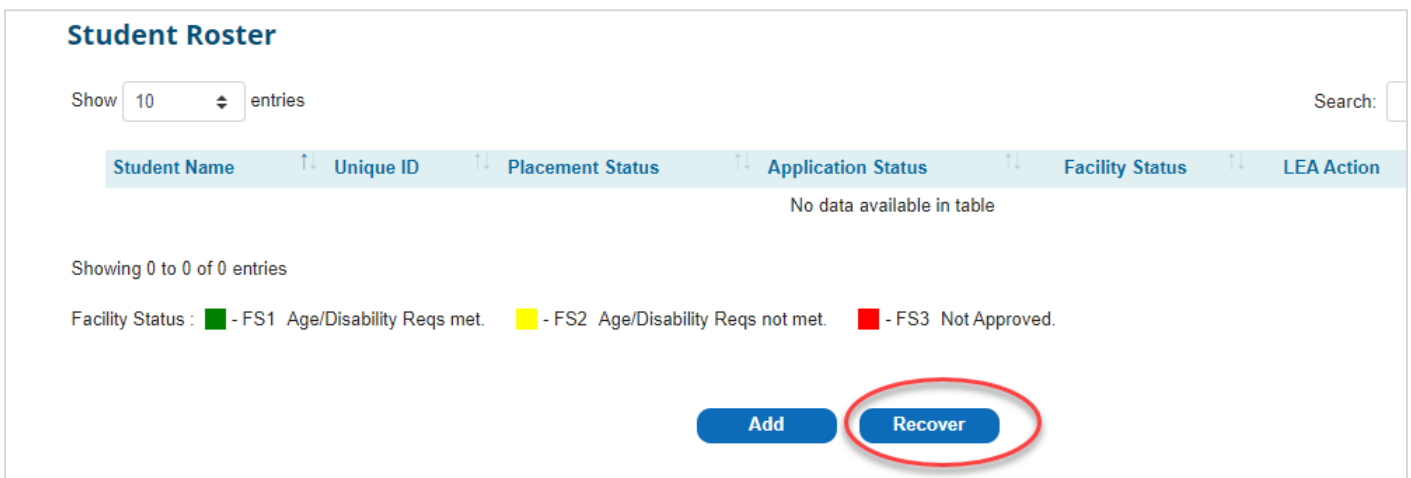 Student Roster
Show 10 entries Search:
Student Name Unique ID Placement Status Application Status Facility Status LEA Action
No data available in table
Showing 0 to 0 of 0 entries
Facility Status : - FS1 Age/Disability Reqs met. - FS2 Age/Disability Reqs not met. - FS3 Not Approved.
Add Recover